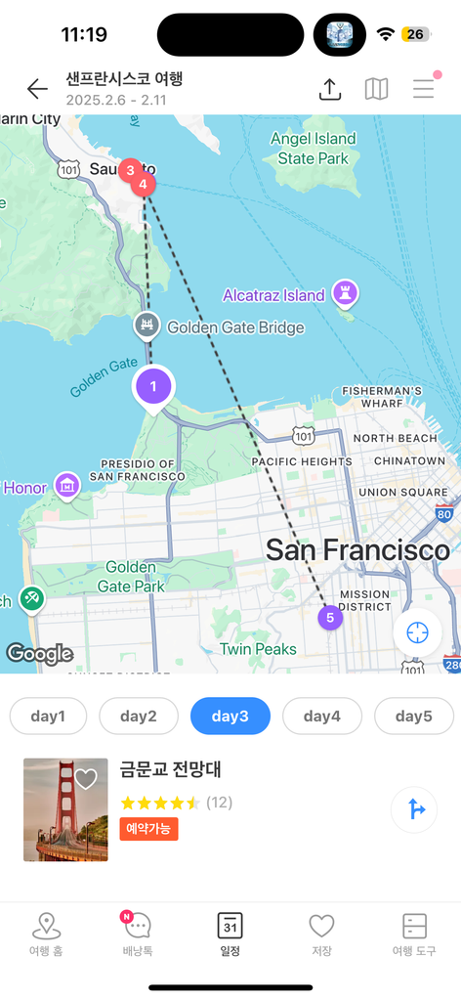 11:19
26
샌프란시스코 여행
2025.2.6 - 2.11
arin City
ay
Angel Island
State Park
101
Sau
to
3
4
e
Alcatraz Island
Golden Gate Bridge
Golden Gate
1
FISHERMAN'S
WHARF
101
NORTH BEACH
PRESIDIO OF
SAN FRANCISCO
PACIFIC HEIGHTS
CHINATOWN
Honor
UNION SQUARE
80
San Francisco
Golden
Gate Park
ch
MISSION
DISTRICT
5
Twin Peaks
Google
101
280
day1
day2
day3
day4
day5
금문교 전망대
(12)
예약가능
N
31
여행 홈
배낭톡
일정
저장
여행 도구